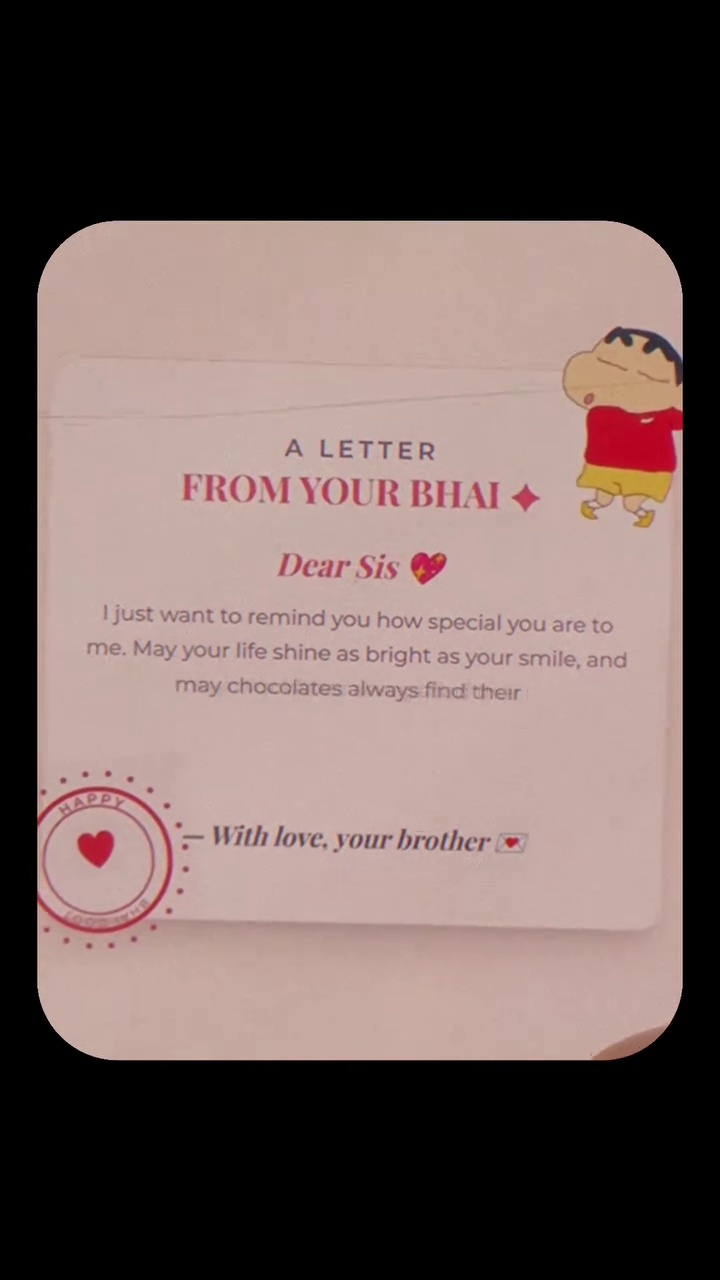 A LETTER
FROM YOUR BHAI ✦
Dear Sis 💖
I just want to remind you how special you are to
me. May your life shine as bright as your smile, and
may chocolates always find their
— With love, your brother 💌
HAPPY